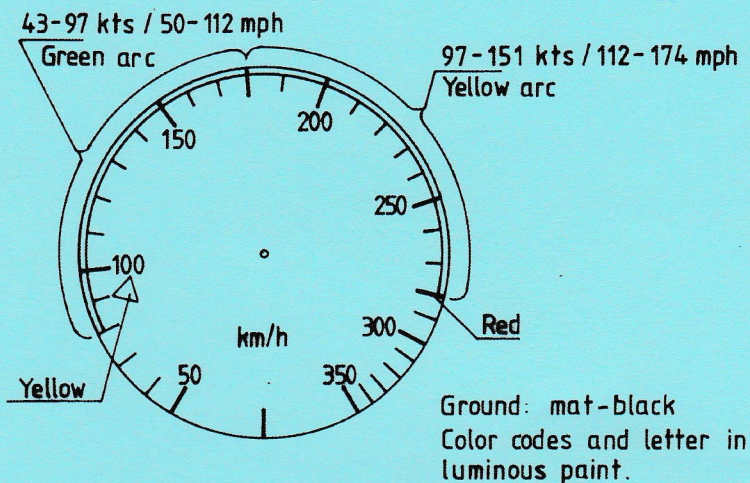 43-97 kts / 50-112 mph
Green arc
97-151 kts / 112-174 mph
Yellow arc
150
200
250
100
300
km/h
Red
Yellow
50
350
Ground: mat-black
Color codes and letter in
luminous paint.